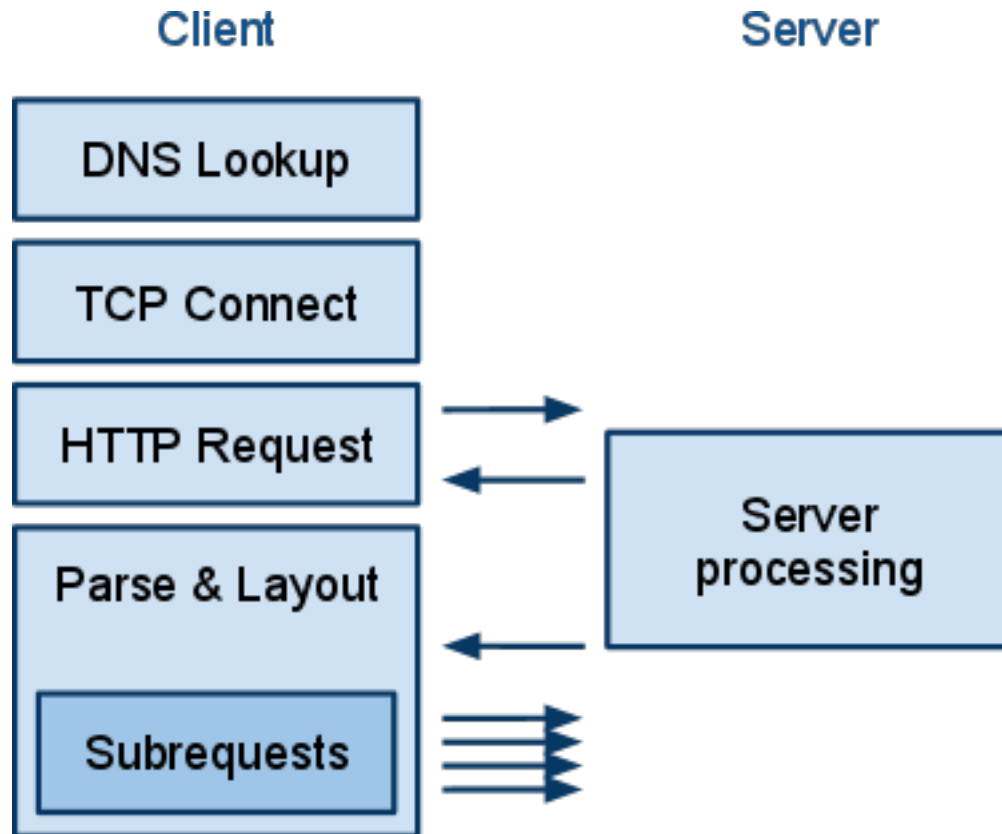 Client
Server
DNS Lookup
TCP Connect
HTTP Request
Server
processing
Parse & Layout
Subrequests